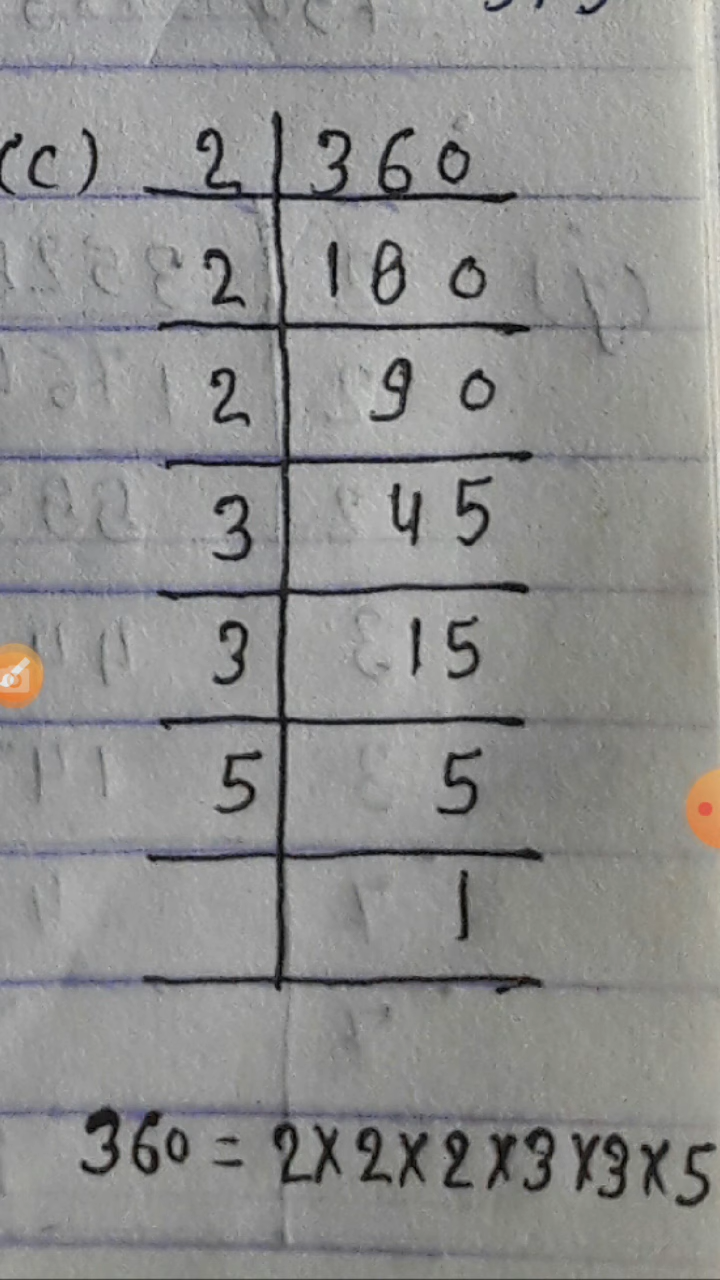 (c) 2 | 360
2 | 180
2 | 90
3 | 45
3 | 15
5 | 5
| 1
360 = 2×2×2×3×3×5